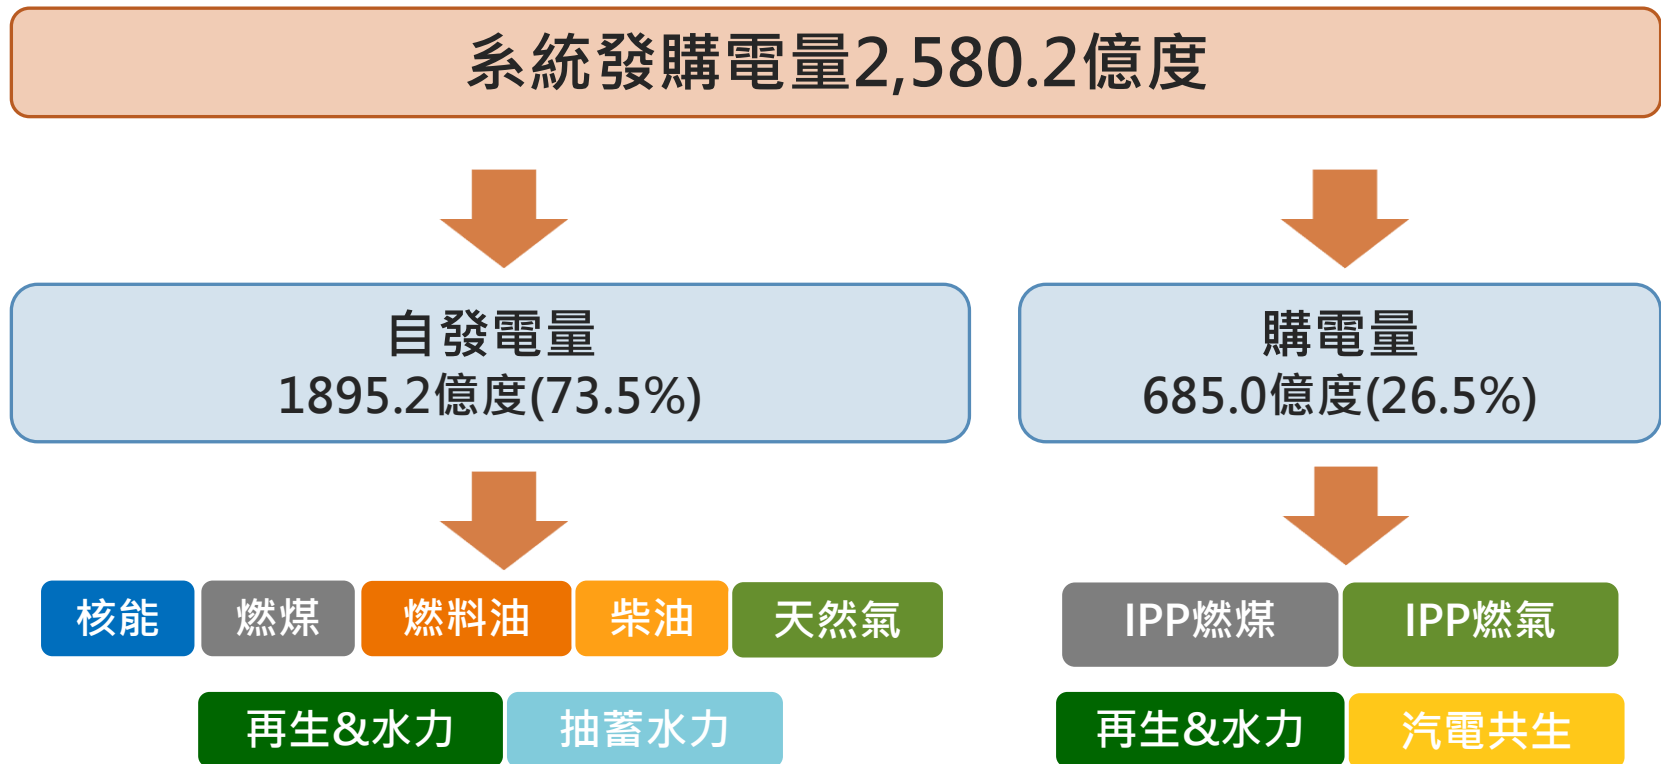 系統發購電量2,580.2億度
自發電量
1895.2億度(73.5%)
購電量
685.0億度(26.5%)
核能
燃煤
燃料油
柴油
天然氣
IPP燃煤
IPP燃氣
再生&水力
抽蓄水力
再生&水力
汽電共生